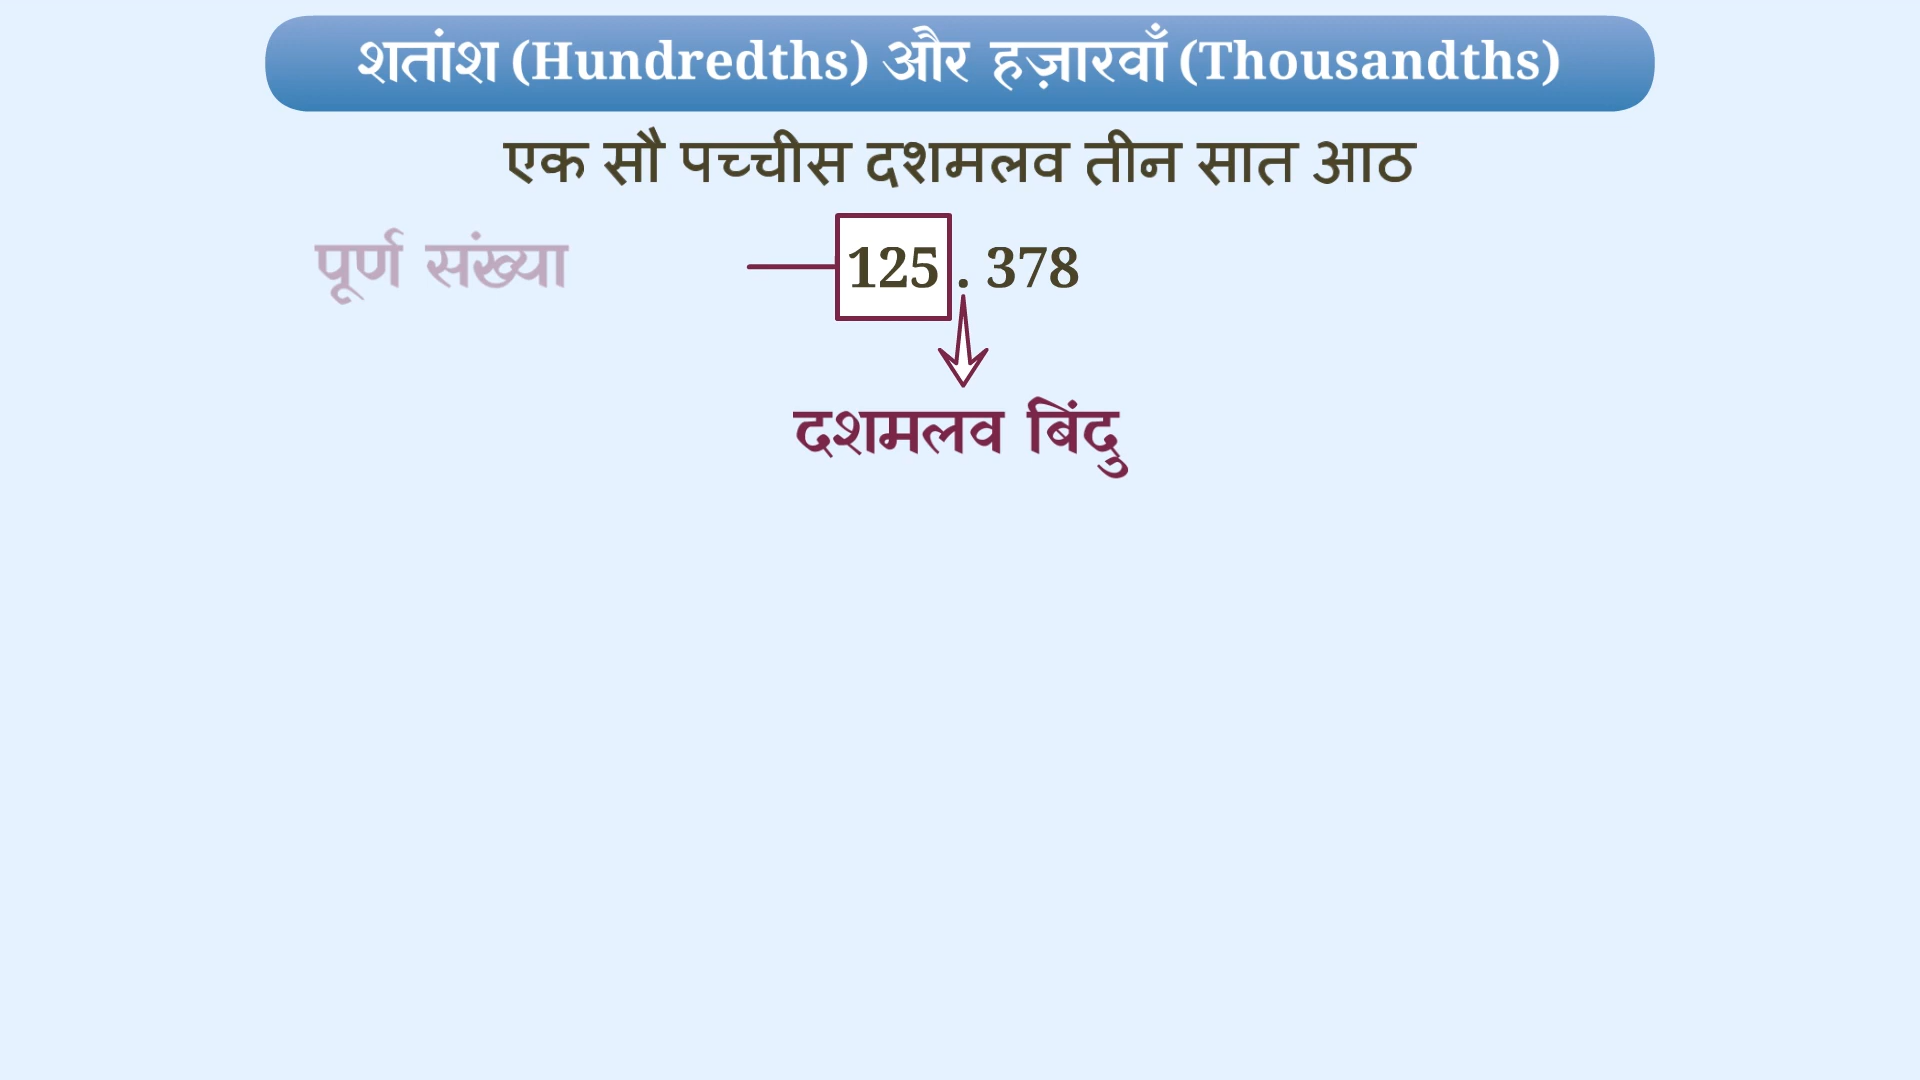 शतांश (Hundredths) और हज़ारवाँ (Thousandths)
एक सौ पच्चीस दशमलव तीन सात आठ
पूर्ण संख्या 125 . 378
दशमलव बिंदु